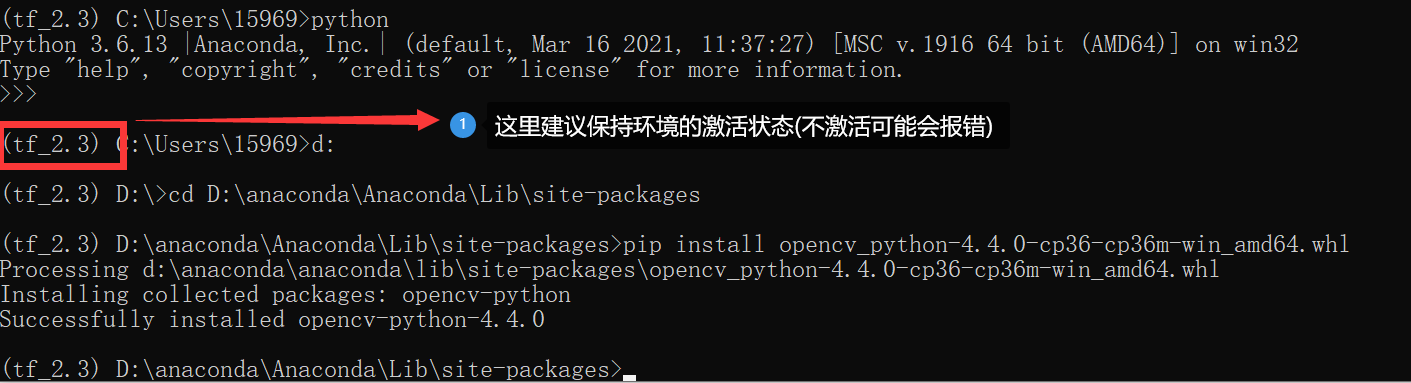 (tf_2.3) C:\Users\15969>python
Python 3.6.13 |Anaconda, Inc.| (default, Mar 16 2021, 11:37:27) [MSC v.1916 64 bit (AMD64)] on win32
Type "help", "copyright", "credits" or "license" for more information.
>>>
1 这里建议保持环境的激活状态(不激活可能会报错)
(tf_2.3) C:\Users\15969>d:
(tf_2.3) D:\>cd D:\anaconda\Anaconda\Lib\site-packages
(tf_2.3) D:\anaconda\Anaconda\Lib\site-packages>pip install opencv_python-4.4.0-cp36-cp36m-win_amd64.whl
Processing d:\anaconda\anaconda\lib\site-packages\opencv_python-4.4.0-cp36-cp36m-win_amd64.whl
Installing collected packages: opencv-python
Successfully installed opencv-python-4.4.0
(tf_2.3) D:\anaconda\Anaconda\Lib\site-packages>